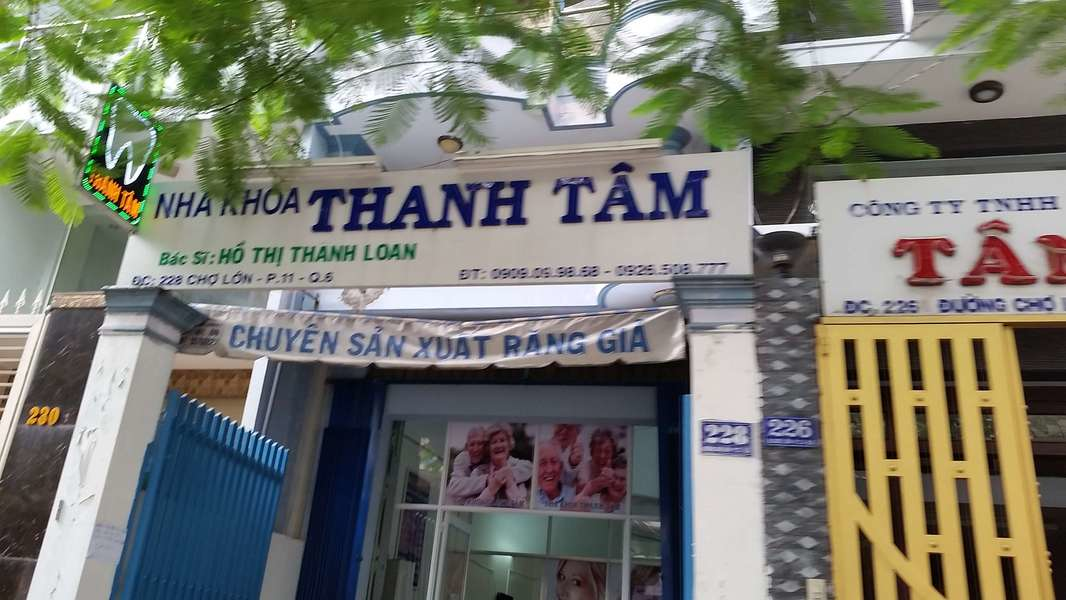 THANH TÂM
NHA KHOA THANH TÂM
Bác Sĩ: HỒ THỊ THANH LOAN
ĐC: 228 CHỢ LỚN - P.11 - Q.6 ĐT: 0909.09.98.68 - 0926.508.777
CHUYÊN SẢN XUẤT RĂNG GIẢ
CÔNG TY TNHH
TÂM
ĐC: 226 ĐƯỜNG CHỢ
230
228
226